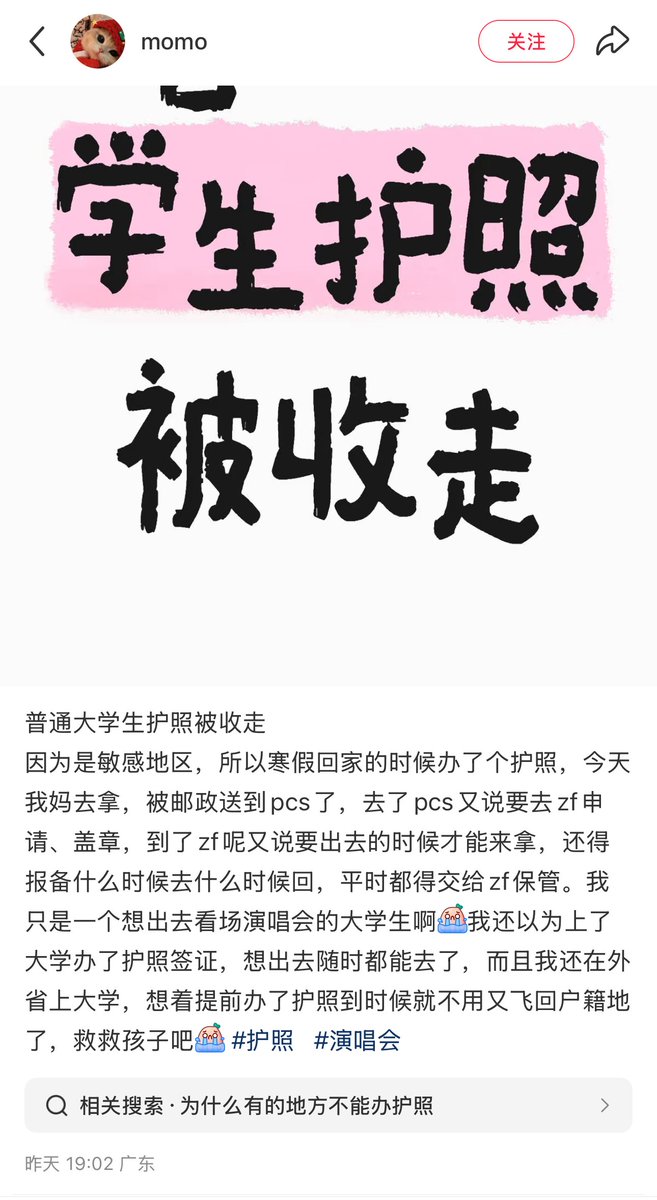 momo
关注
学生护照
被收走
普通大学生护照被收走
因为是敏感地区，所以寒假回家的时候办了个护照，今天
我妈去拿，被邮政送到pcs了，去了pcs又说要去zf申
请、盖章，到了zf呢又说要出去的时候才能来拿，还得
报备什么时候去什么时候回，平时都得交给zf保管。我
只是一个想出去看场演唱会的大学生啊😭我还以为上了
大学办了护照签证，想出去随时都能去了，而且我还在外
省上大学，想着提前办了护照到时候就不用又飞回户籍地
了，救救孩子吧😭 #护照 #演唱会
相关搜索 · 为什么有的地方不能办护照
昨天 19:02 广东